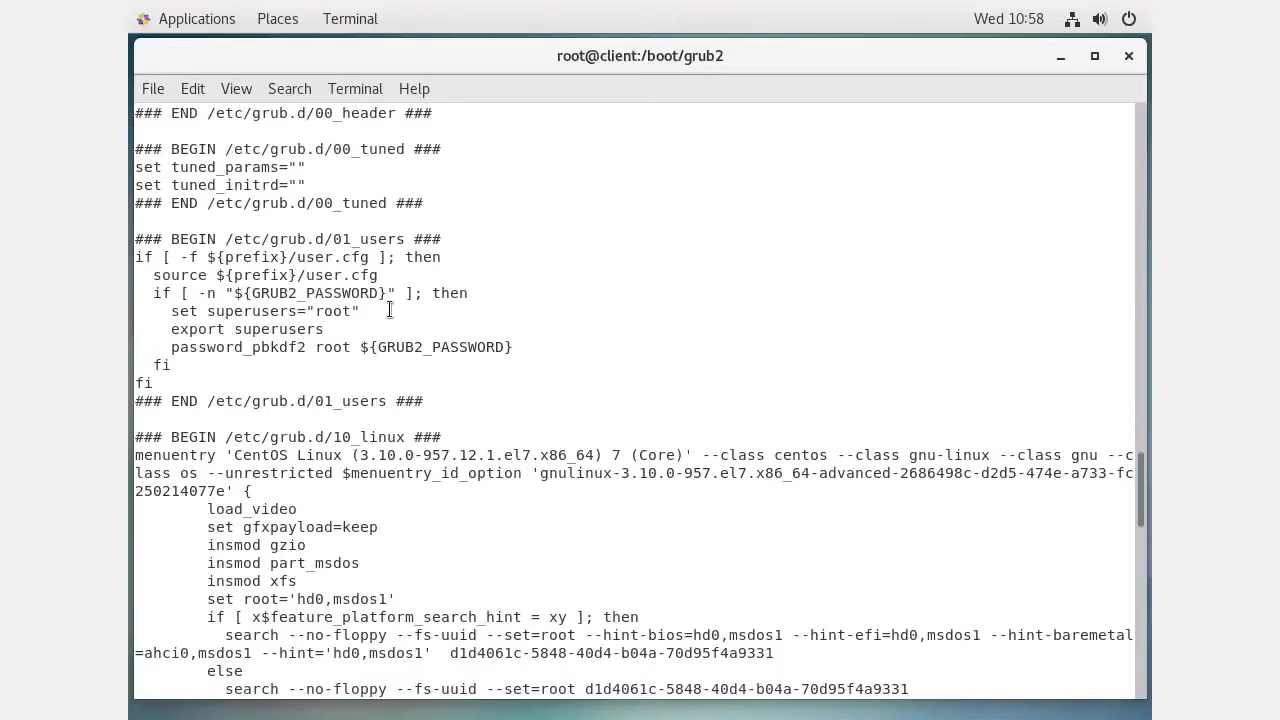 Applications Places Terminal Wed 10:58
root@client:/boot/grub2
File Edit View Search Terminal Help
### END /etc/grub.d/00_header ###
### BEGIN /etc/grub.d/00_tuned ###
set tuned_params=""
set tuned_initrd=""
### END /etc/grub.d/00_tuned ###
### BEGIN /etc/grub.d/01_users ###
if [ -f ${prefix}/user.cfg ]; then
  source ${prefix}/user.cfg
  if [ -n "${GRUB2_PASSWORD}" ]; then
    set superusers="root"
    export superusers
    password_pbkdf2 root ${GRUB2_PASSWORD}
  fi
fi
### END /etc/grub.d/01_users ###
### BEGIN /etc/grub.d/10_linux ###
menuentry 'CentOS Linux (3.10.0-957.12.1.el7.x86_64) 7 (Core)' --class centos --class gnu-linux --class gnu --c
lass os --unrestricted $menuentry_id_option 'gnulinux-3.10.0-957.el7.x86_64-advanced-2686498c-d2d5-474e-a733-fc
250214077e' {
        load_video
        set gfxpayload=keep
        insmod gzio
        insmod part_msdos
        insmod xfs
        set root='hd0,msdos1'
        if [ x$feature_platform_search_hint = xy ]; then
          search --no-floppy --fs-uuid --set=root --hint-bios=hd0,msdos1 --hint-efi=hd0,msdos1 --hint-baremetal
=ahci0,msdos1 --hint='hd0,msdos1'  d1d4061c-5848-40d4-b04a-70d95f4a9331
        else
          search --no-floppy --fs-uuid --set=root d1d4061c-5848-40d4-b04a-70d95f4a9331